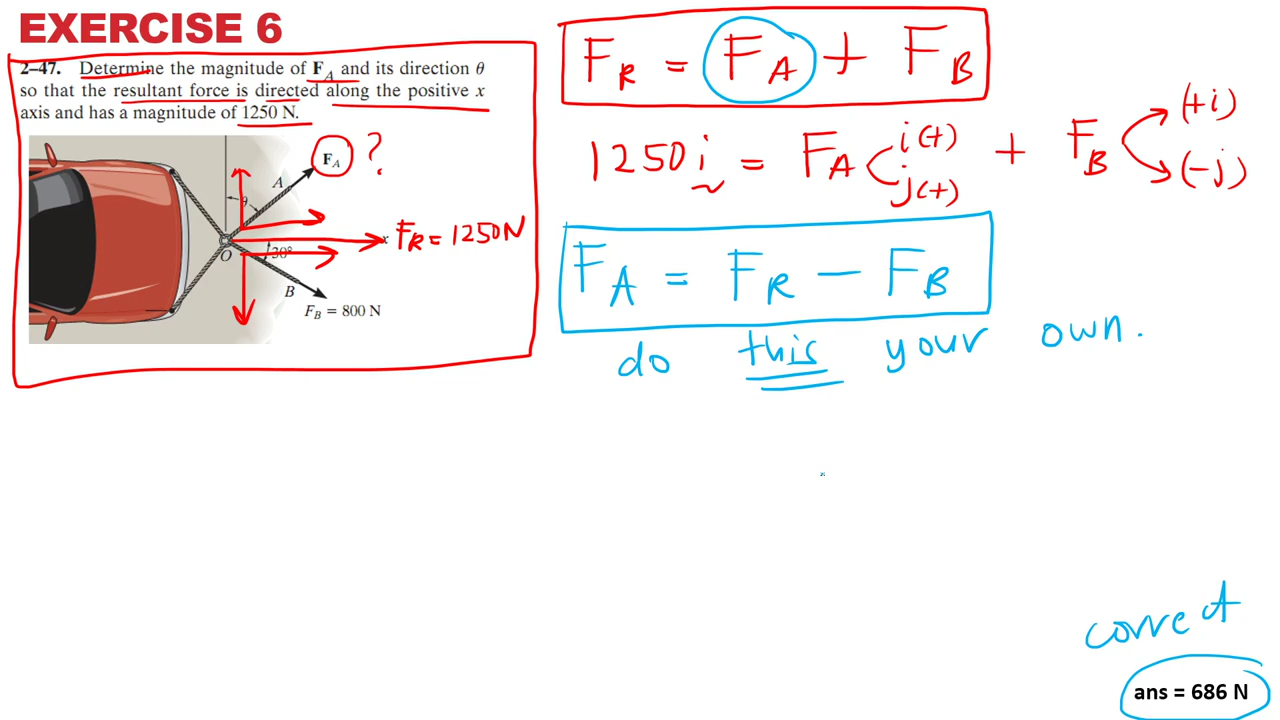 EXERCISE 6
2–47. Determine the magnitude of F_A and its direction θ
so that the resultant force is directed along the positive x
axis and has a magnitude of 1250 N.
F_A ?
A
θ
x F_R = 1250N
O 30°
B
F_B = 800 N
F_R = F_A + F_B
1250 i = F_A i(+) j(+) + F_B (+i) (-j)
F_A = F_R - F_B
do this your own.
correct
ans = 686 N